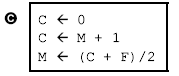 C C ← 0
C ← M + 1
M ← (C + F)/2